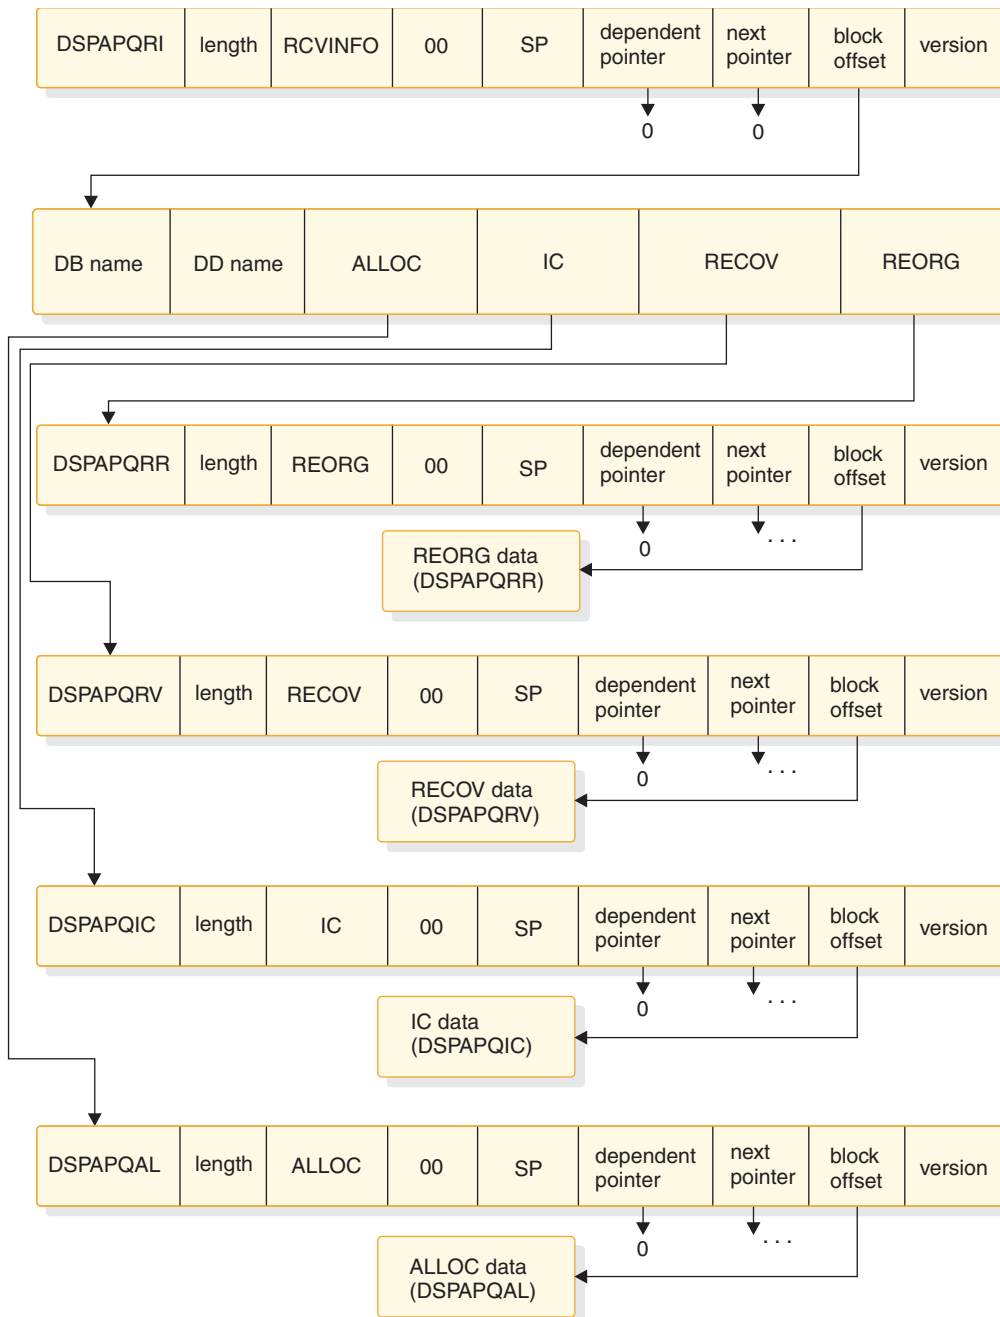 DSPAPQRI length RCVINFO 00 SP dependent pointer next pointer block offset version
0 0
DB name DD name ALLOC IC RECOV REORG
DSPAPQRR length REORG 00 SP dependent pointer next pointer block offset version
0 ...
REORG data
(DSPAPQRR)
DSPAPQRV length RECOV 00 SP dependent pointer next pointer block offset version
0 ...
RECOV data
(DSPAPQRV)
DSPAPQIC length IC 00 SP dependent pointer next pointer block offset version
0 ...
IC data
(DSPAPQIC)
DSPAPQAL length ALLOC 00 SP dependent pointer next pointer block offset version
0 ...
ALLOC data
(DSPAPQAL)